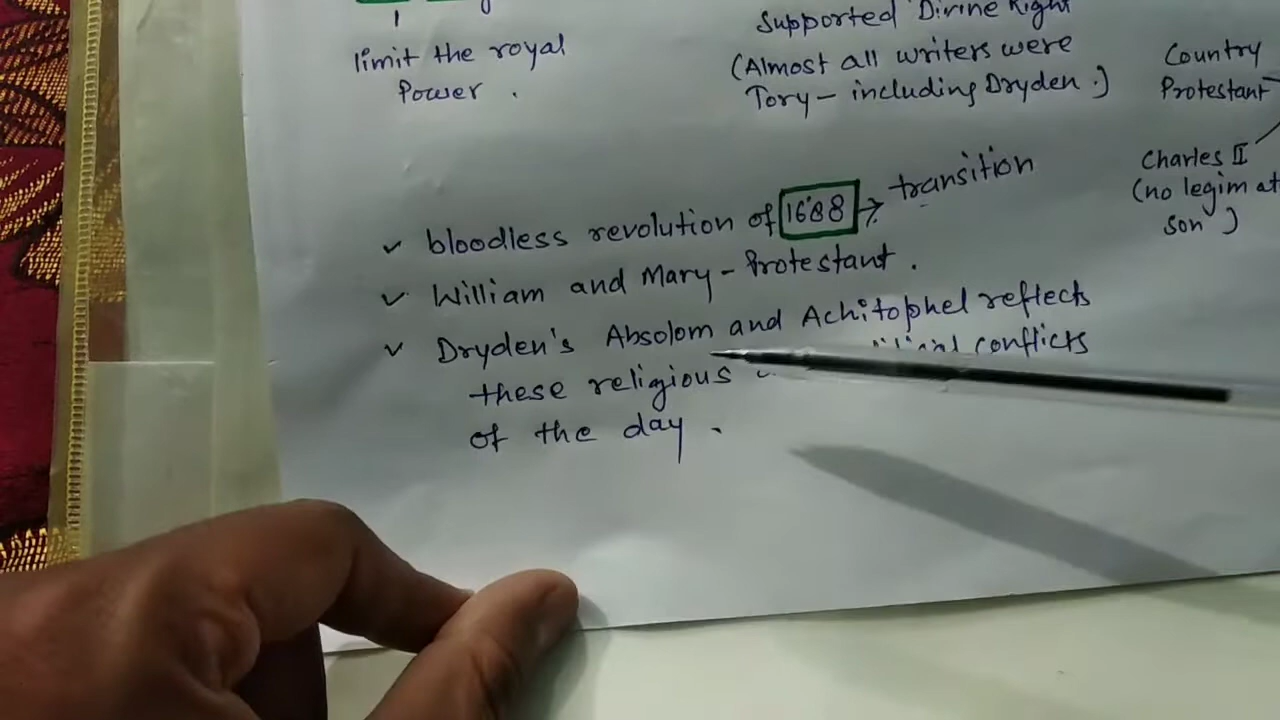 limit the royal
Power .
Supported Divine Right
(Almost all writers were
Tory – including Dryden .)
Country
Protestant
Charles II
(no legimat
son )
✓ bloodless revolution of 1688 → transition
✓ William and Mary – Protestant .
✓ Dryden's Absolom and Achitophel reflects
these religious conflicts
of the day .